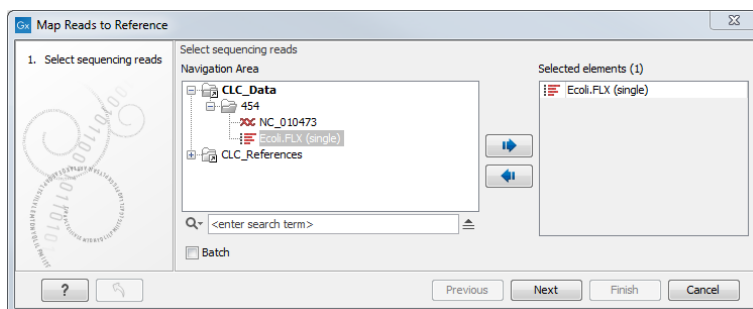 Gx Map Reads to Reference
1. Select sequencing reads
Select sequencing reads
Navigation Area
CLC_Data
454
NC_010473
Ecoli.FLX (single)
CLC_References
<enter search term>
Batch
Selected elements (1)
Ecoli.FLX (single)
?
Previous
Next
Finish
Cancel